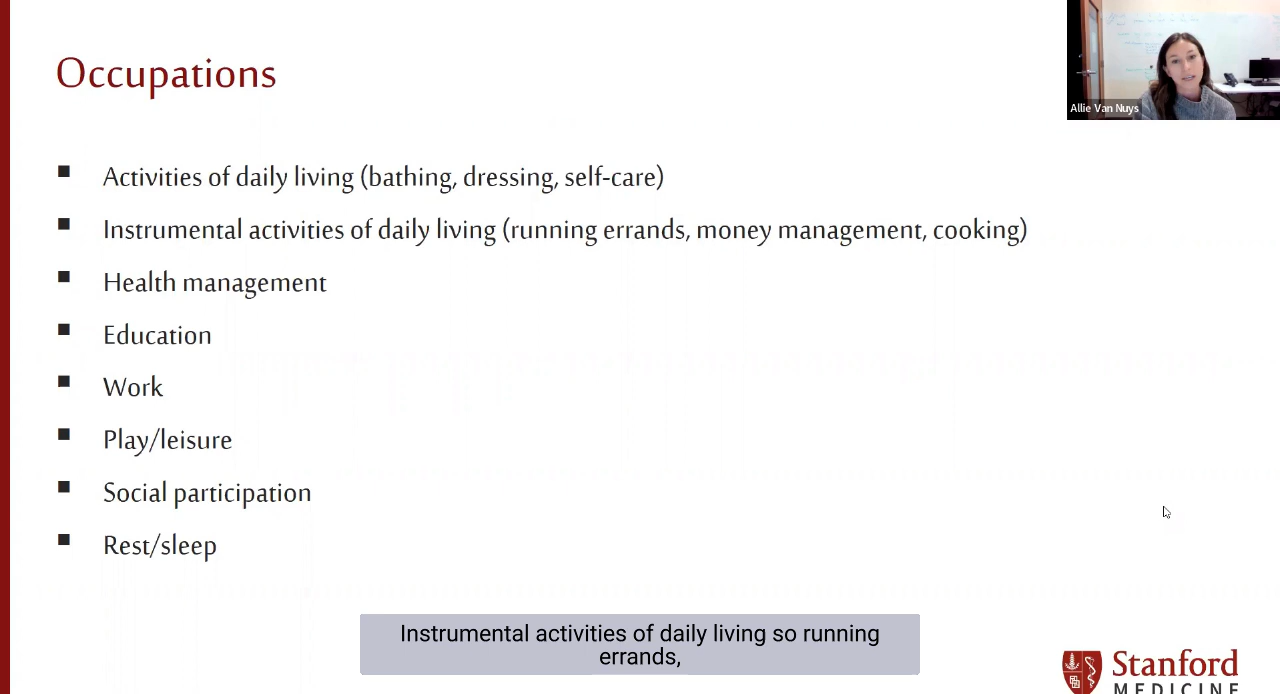 Occupations
Allie Van Nuys
Activities of daily living (bathing, dressing, self-care)
Instrumental activities of daily living (running errands, money management, cooking)
Health management
Education
Work
Play/leisure
Social participation
Rest/sleep
Instrumental activities of daily living so running
errands,
Stanford
MEDICINE